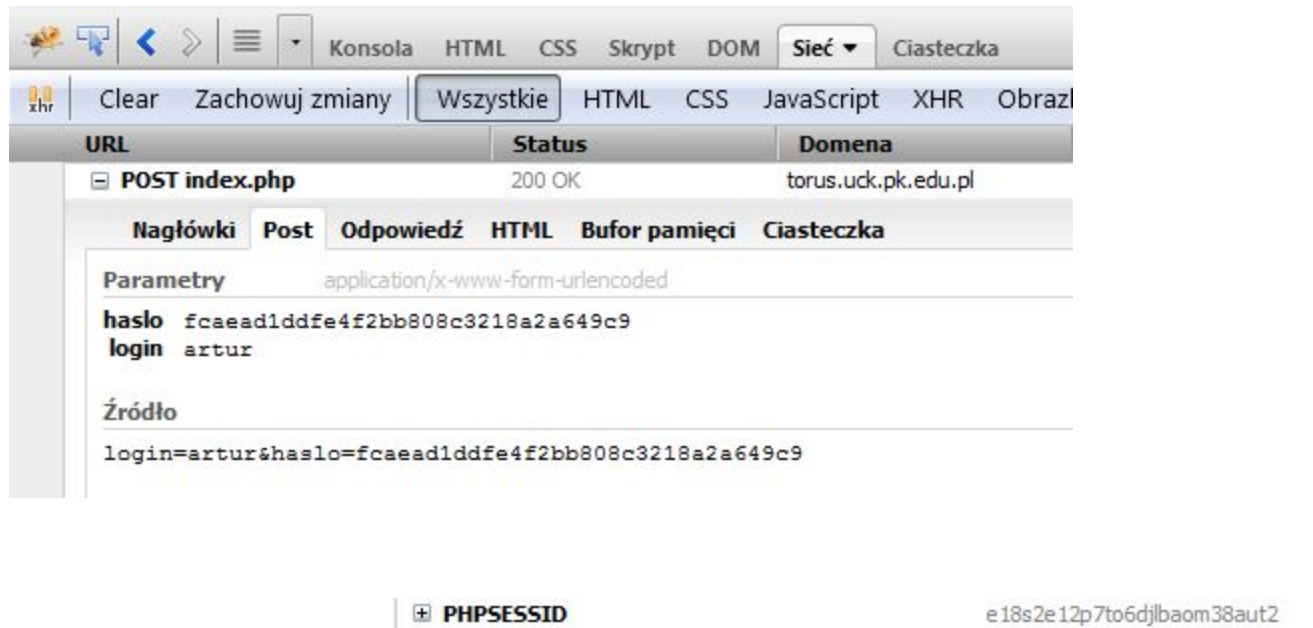 Konsola HTML CSS Skrypt DOM Sieć ▾ Ciasteczka
xhr Clear Zachowuj zmiany Wszystkie HTML CSS JavaScript XHR Obrazk
URL Status Domena
POST index.php 200 OK torus.uck.pk.edu.pl
Nagłówki Post Odpowiedź HTML Bufor pamięci Ciasteczka
Parametry application/x-www-form-urlencoded
haslo fcaead1ddfe4f2bb808c3218a2a649c9
login artur
Źródło
login=artur&haslo=fcaead1ddfe4f2bb808c3218a2a649c9
PHPSESSID e18s2e12p7to6djlbaom38aut2